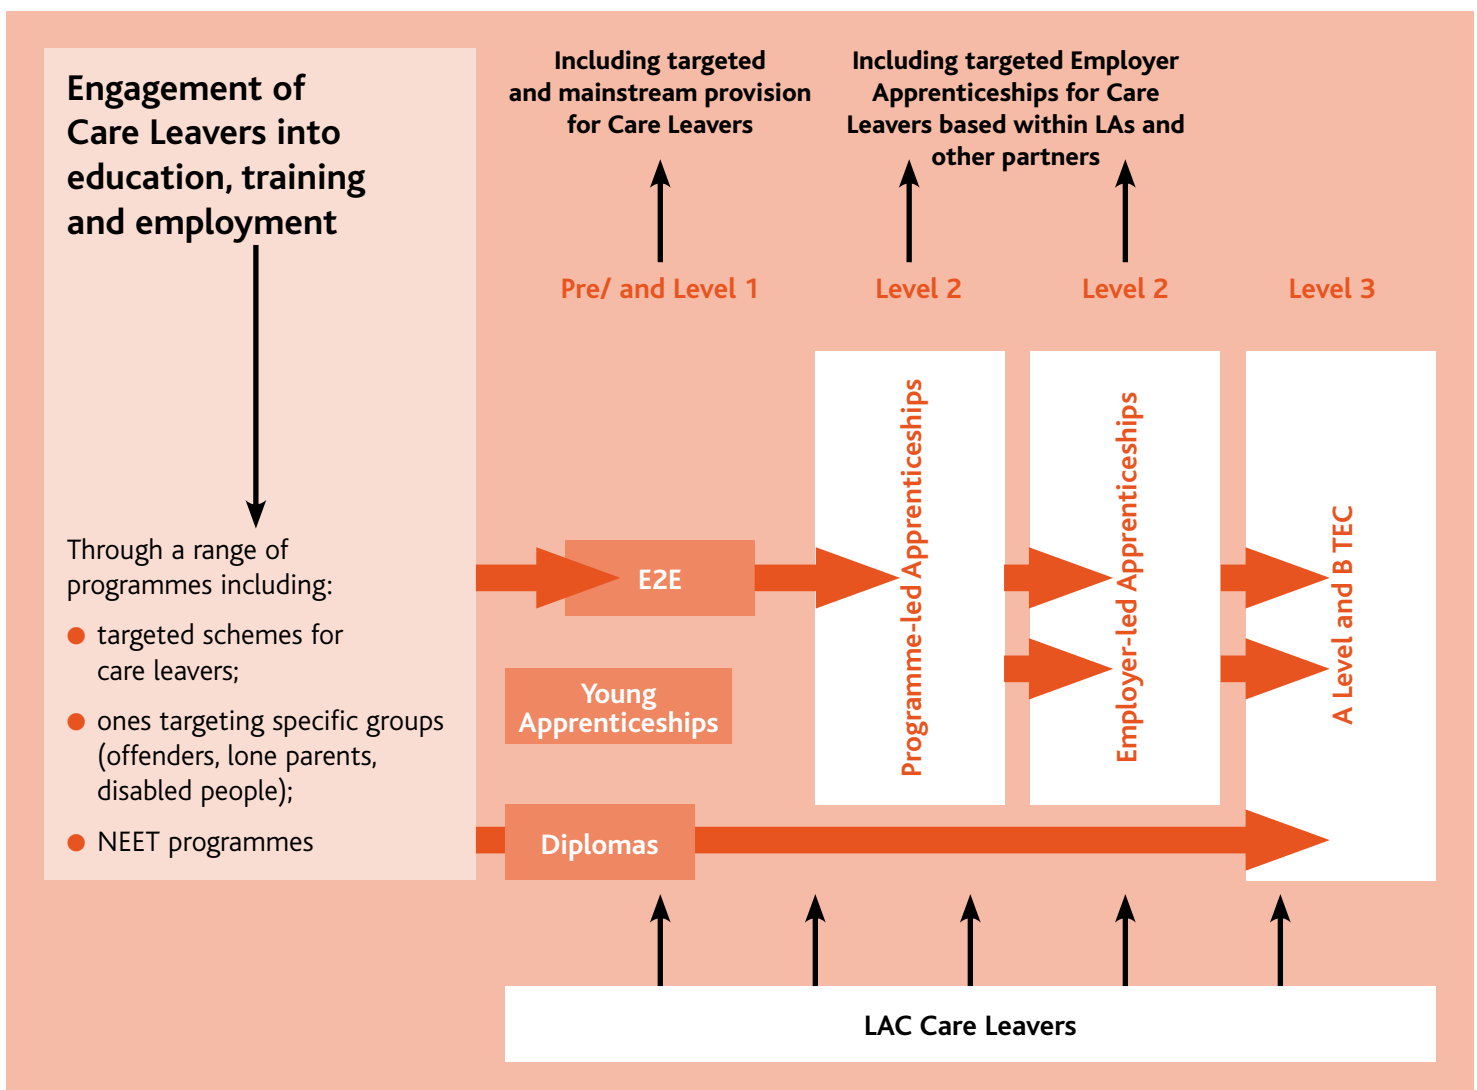 Engagement of
Care Leavers into
education, training
and employment
Through a range of
programmes including:
● targeted schemes for
care leavers;
● ones targeting specific groups
(offenders, lone parents,
disabled people);
● NEET programmes
Including targeted
and mainstream provision
for Care Leavers
Including targeted Employer
Apprenticeships for Care
Leavers based within LAs and
other partners
Pre/ and Level 1
Level 2
Level 2
Level 3
E2E
Young
Apprenticeships
Diplomas
Programme-led Apprenticeships
Employer-led Apprenticeships
A Level and B TEC
LAC Care Leavers